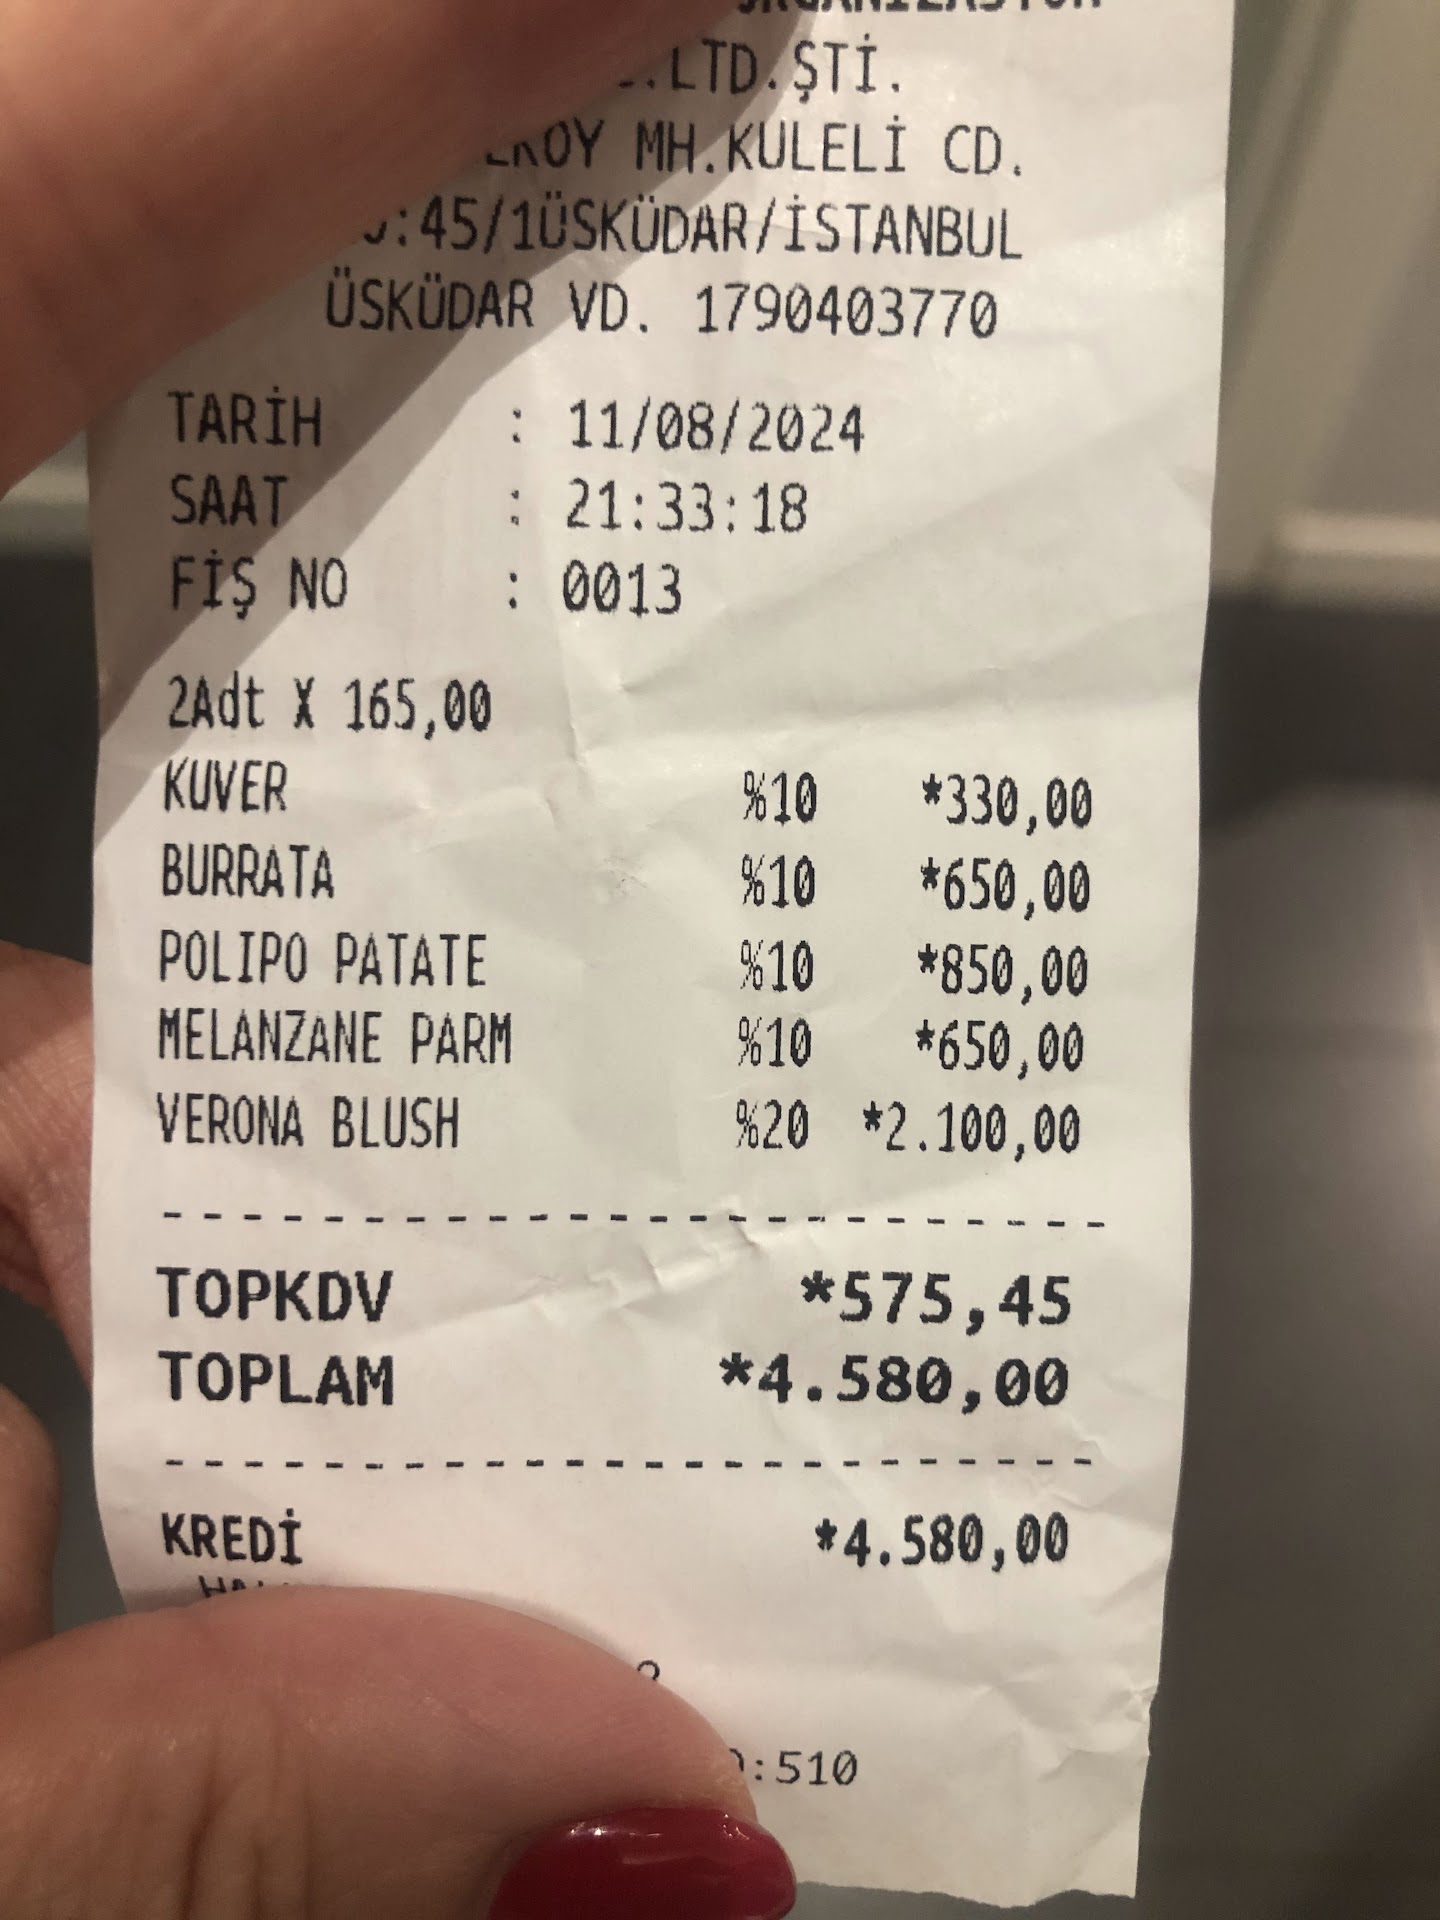 .LTD.ŞTİ.
MH.KULELİ CD.
:45/1ÜSKÜDAR/İSTANBUL
ÜSKÜDAR VD. 1790403770
TARİH : 11/08/2024
SAAT : 21:33:18
FİŞ NO : 0013
2Adt X 165,00
KUVER %10 *330,00
BURRATA %10 *650,00
POLIPO PATATE %10 *850,00
MELANZANE PARM %10 *650,00
VERONA BLUSH %20 *2.100,00
TOPKDV *575,45
TOPLAM *4.580,00
KREDİ *4.580,00
:510